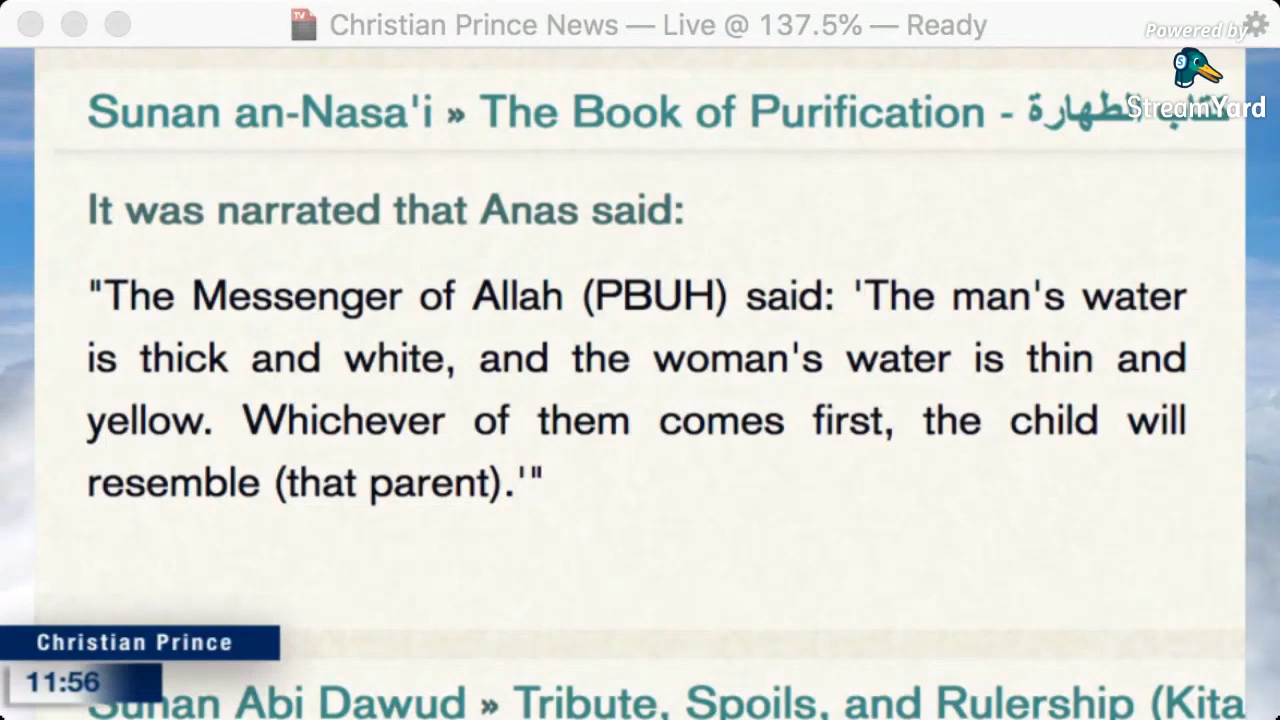 Christian Prince News — Live @ 137.5% — Ready
Powered by
StreamYard
Sunan an-Nasa'i » The Book of Purification - كتاب الطهارة
It was narrated that Anas said:
"The Messenger of Allah (PBUH) said: 'The man's water
is thick and white, and the woman's water is thin and
yellow. Whichever of them comes first, the child will
resemble (that parent).'"
Christian Prince
11:56
Sunan Abi Dawud » Tribute, Spoils, and Rulership (Kita